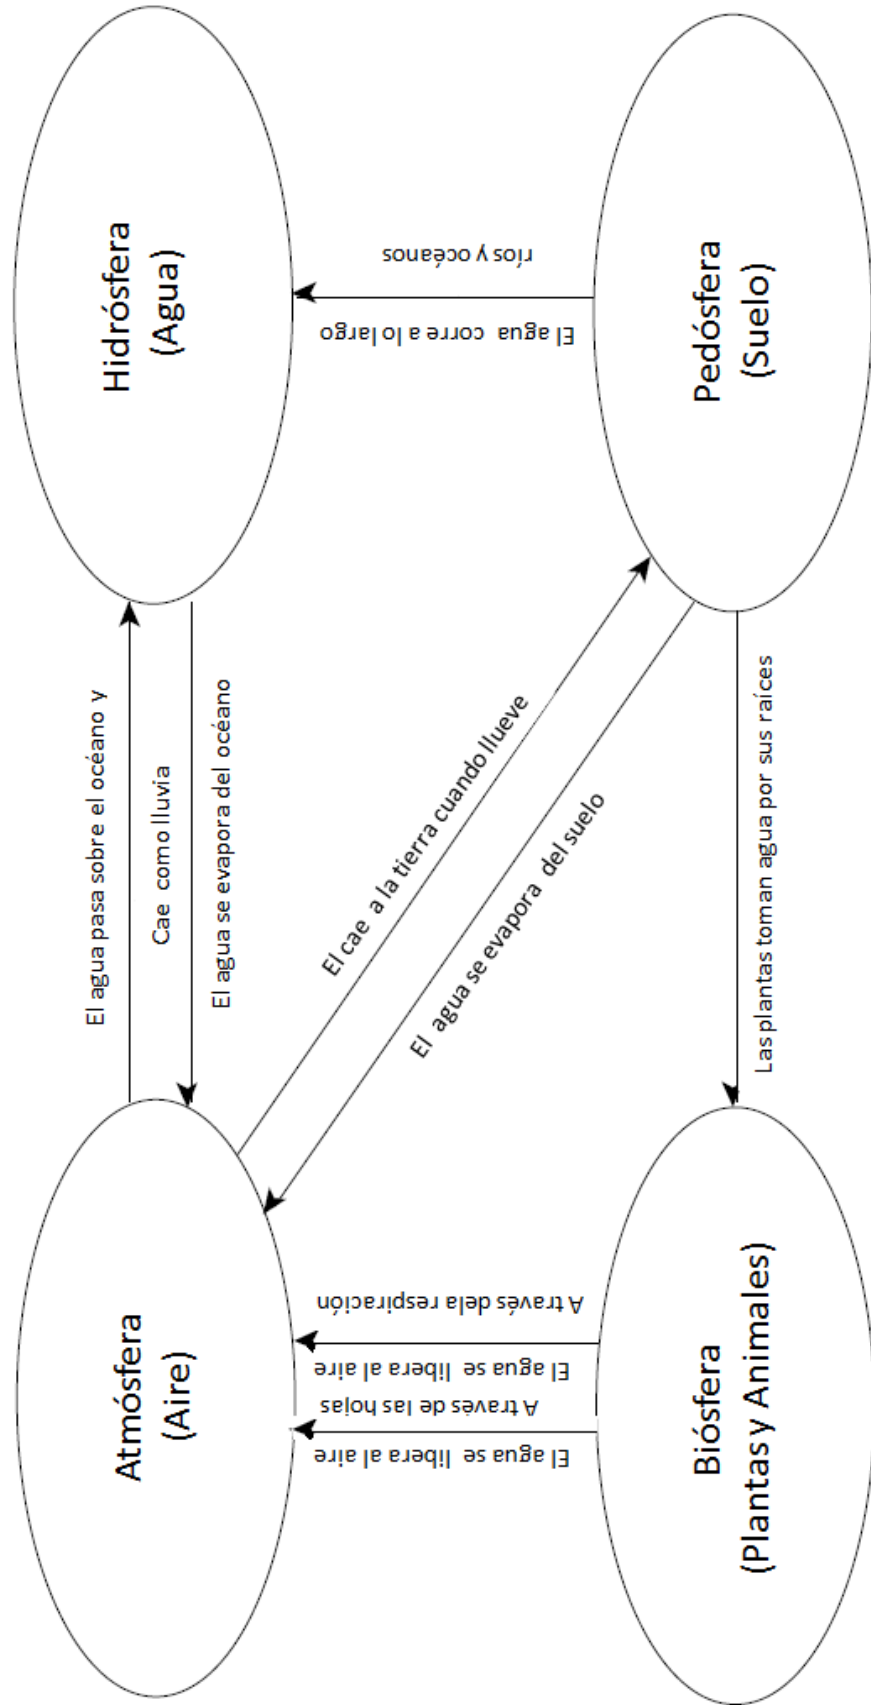 Atmósfera
(Aire)
El agua pasa sobre el océano y
Cae como lluvia
El agua se evapora del océano
Hidrósfera
(Agua)
El cae a la tierra cuando llueve
El agua se evapora del suelo
El agua se libera al aire
A través de las hojas
El agua se libera al aire
A través dela respiración
El agua corre a lo largo
ríos y océanos
Biósfera
(Plantas y Animales)
Las plantas toman agua por sus raíces
Pedósfera
(Suelo)